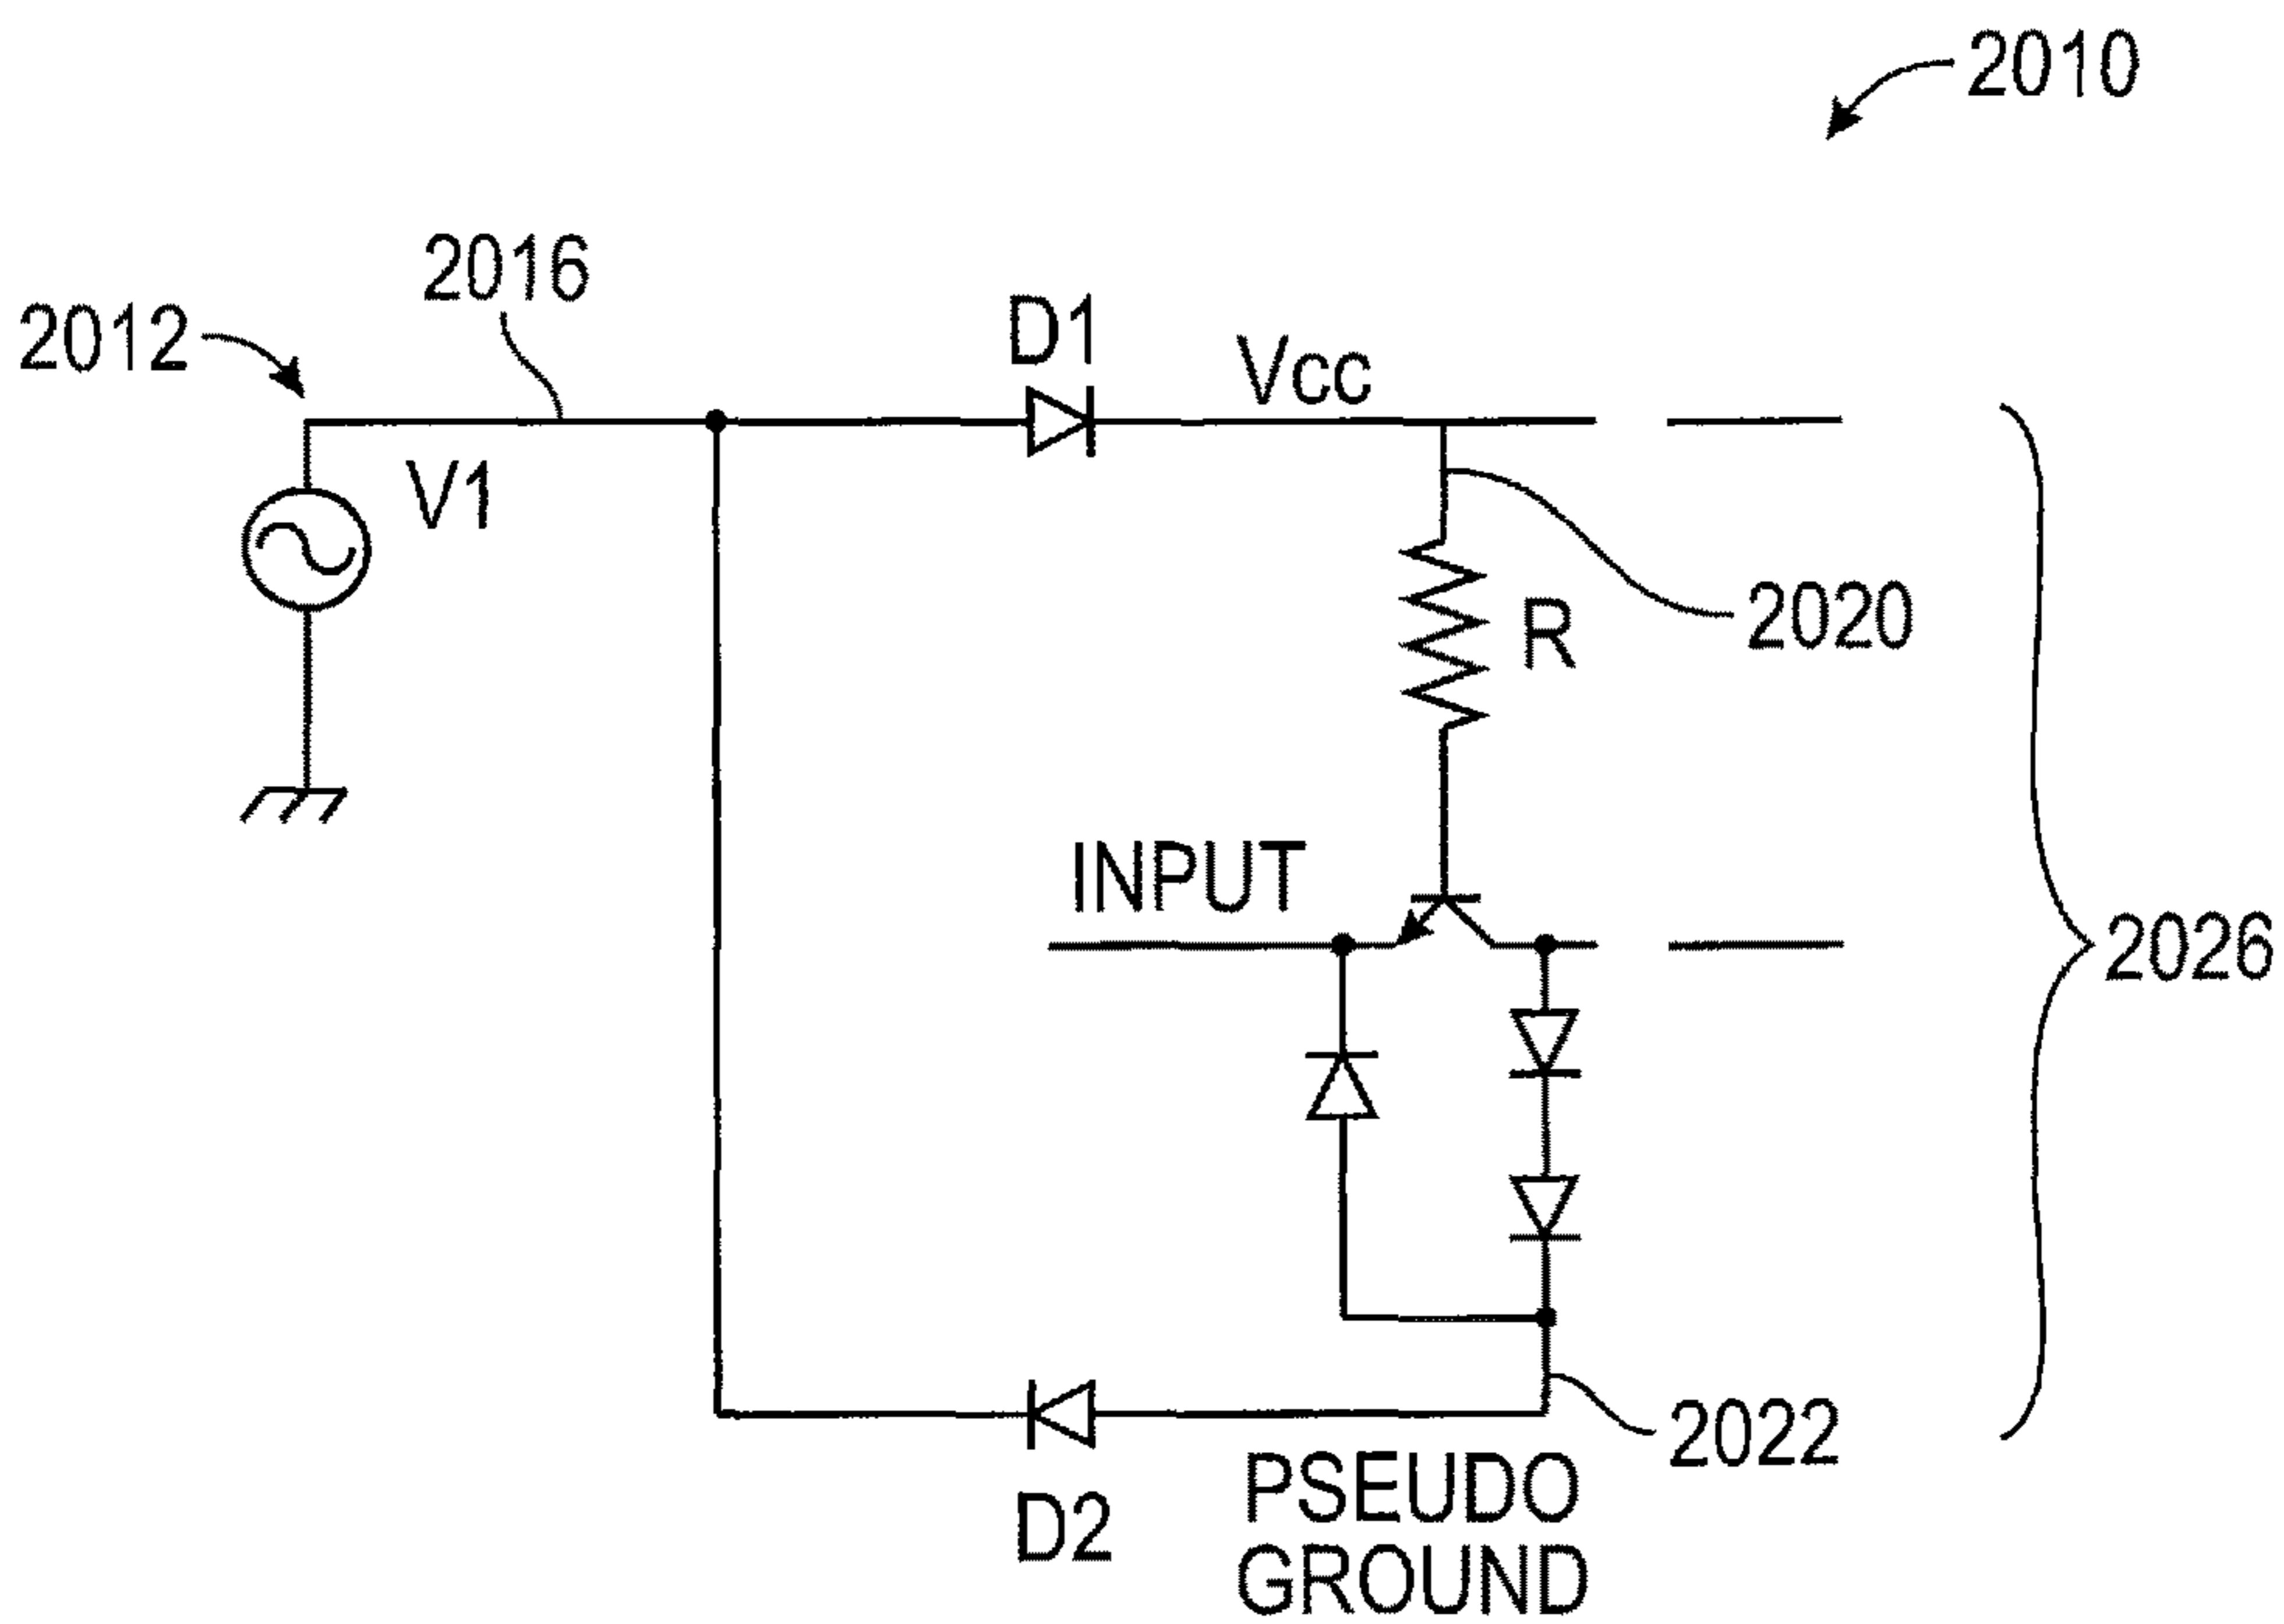 2010
2016
2012
D1
Vcc
V1
R
2020
INPUT
2026
2022
D2
PSEUDO
GROUND